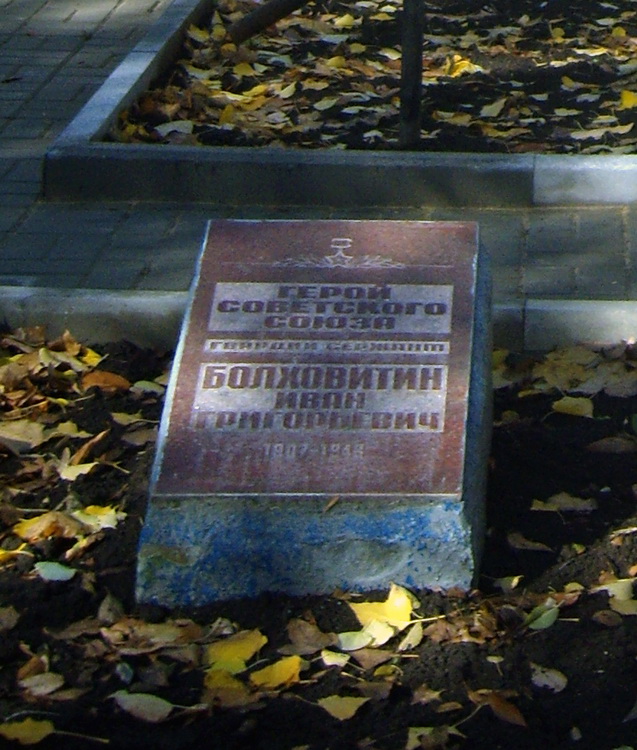 ГЕРОЙ
СОВЕТСКОГО
СОЮЗА
ГВАРДИИ СЕРЖАНТ
БОЛХОВИТИН
ИВАН
ГРИГОРЬЕВИЧ